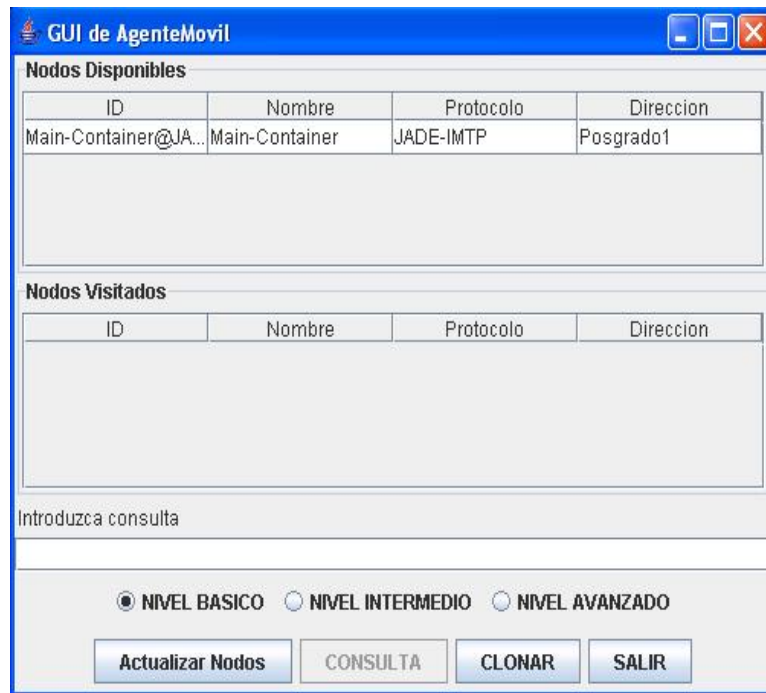 GUI de AgenteMovil
Nodos Disponibles
ID Nombre Protocolo Direccion
Main-Container@JA... Main-Container JADE-IMTP Posgrado1
Nodos Visitados
ID Nombre Protocolo Direccion
Introduzca consulta
NIVEL BASICO NIVEL INTERMEDIO NIVEL AVANZADO
Actualizar Nodos CONSULTA CLONAR SALIR